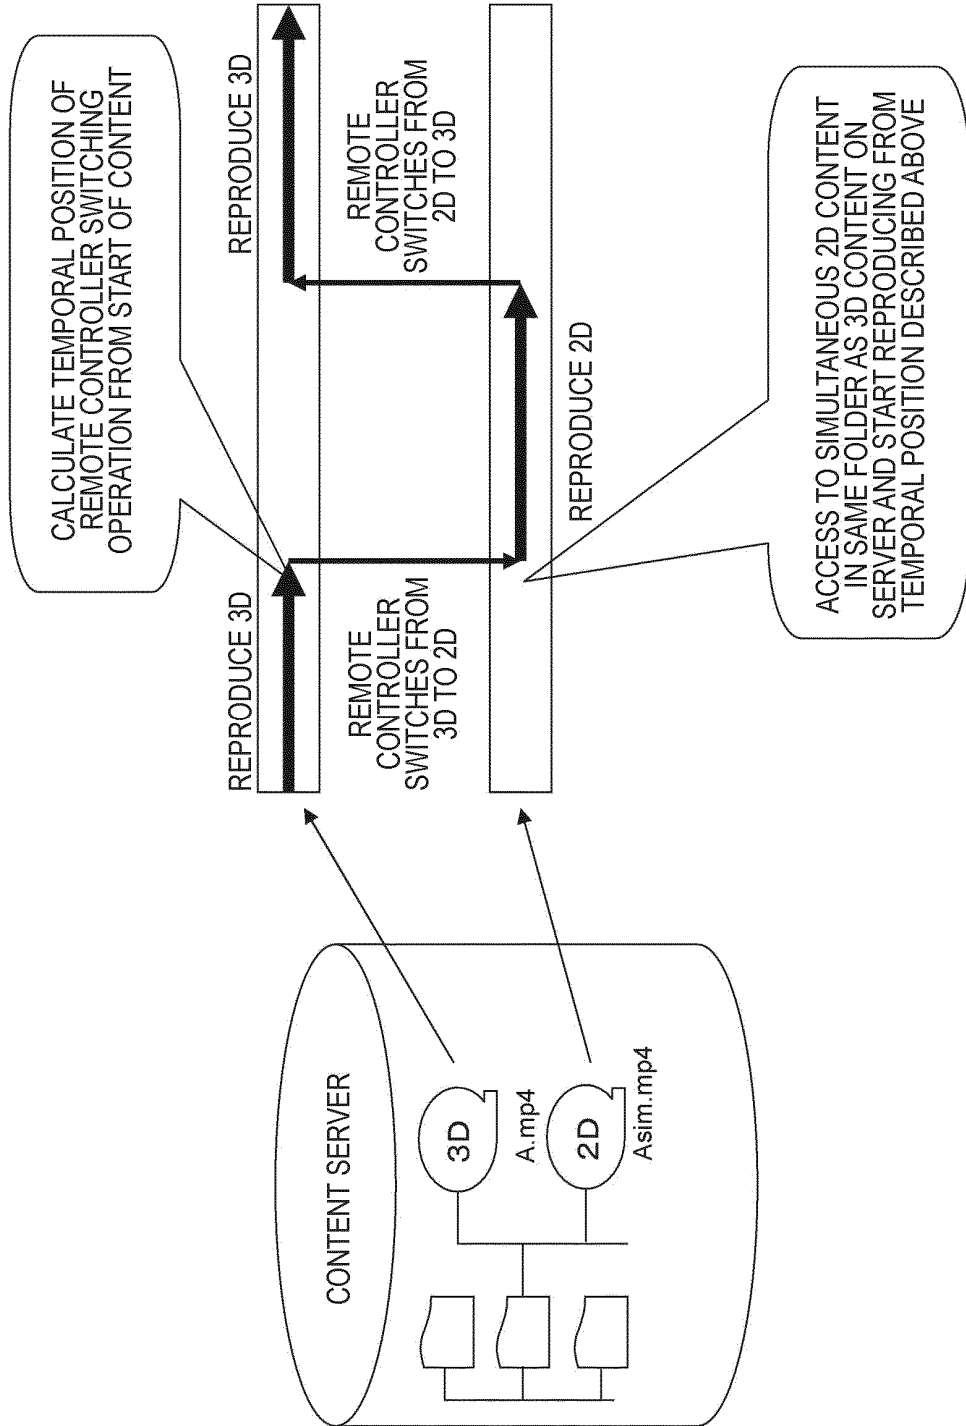 CALCULATE TEMPORAL POSITION OF
REMOTE CONTROLLER SWITCHING
OPERATION FROM START OF CONTENT
REPRODUCE 3D
REPRODUCE 3D
REMOTE
CONTROLLER
SWITCHES FROM
3D TO 2D
REMOTE
CONTROLLER
SWITCHES FROM
2D TO 3D
REPRODUCE 2D
CONTENT SERVER
3D
A.mp4
2D
Asim.mp4
ACCESS TO SIMULTANEOUS 2D CONTENT
IN SAME FOLDER AS 3D CONTENT ON
SERVER AND START REPRODUCING FROM
TEMPORAL POSITION DESCRIBED ABOVE